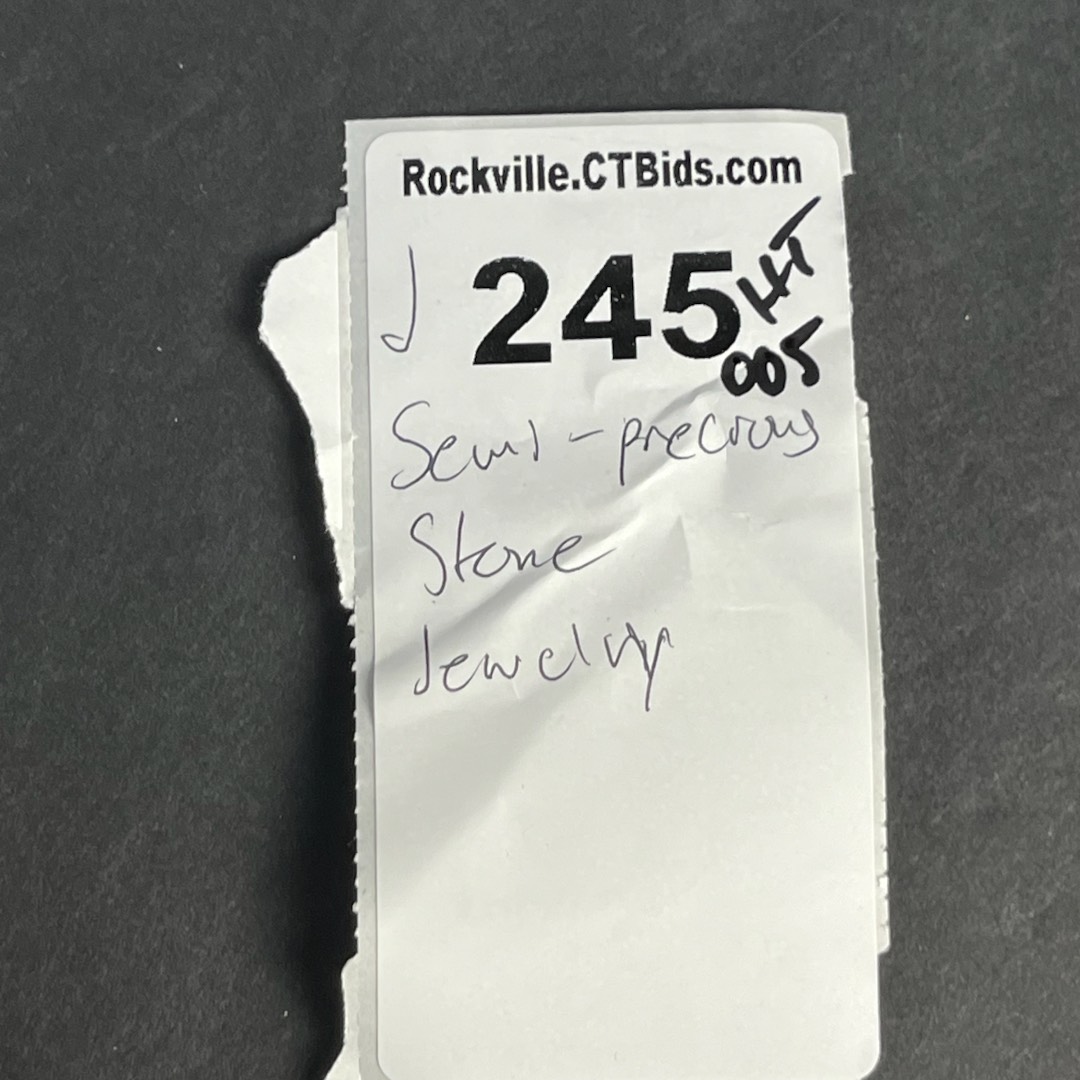 Rockville.CTBids.com
J 245 HT
005
Semi-precious
Stone
Jewelry